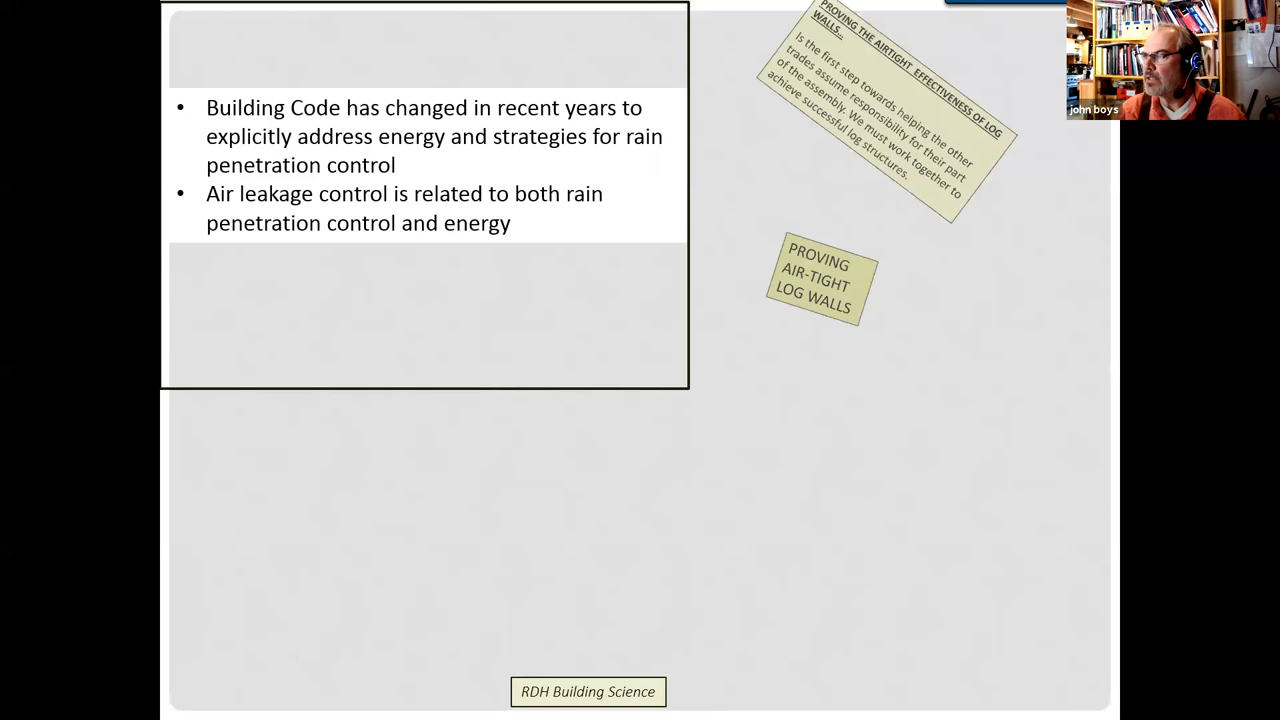 • Building Code has changed in recent years to
explicitly address energy and strategies for rain
penetration control
• Air leakage control is related to both rain
penetration control and energy
PROVING THE AIRTIGHT EFFECTIVENESS OF LOG
WALLS...
Is the first step towards helping the other
trades assume responsibility for their part
of the assembly. We must work together to
achieve successful log structures.
PROVING
AIR-TIGHT
LOG WALLS
RDH Building Science
john boys